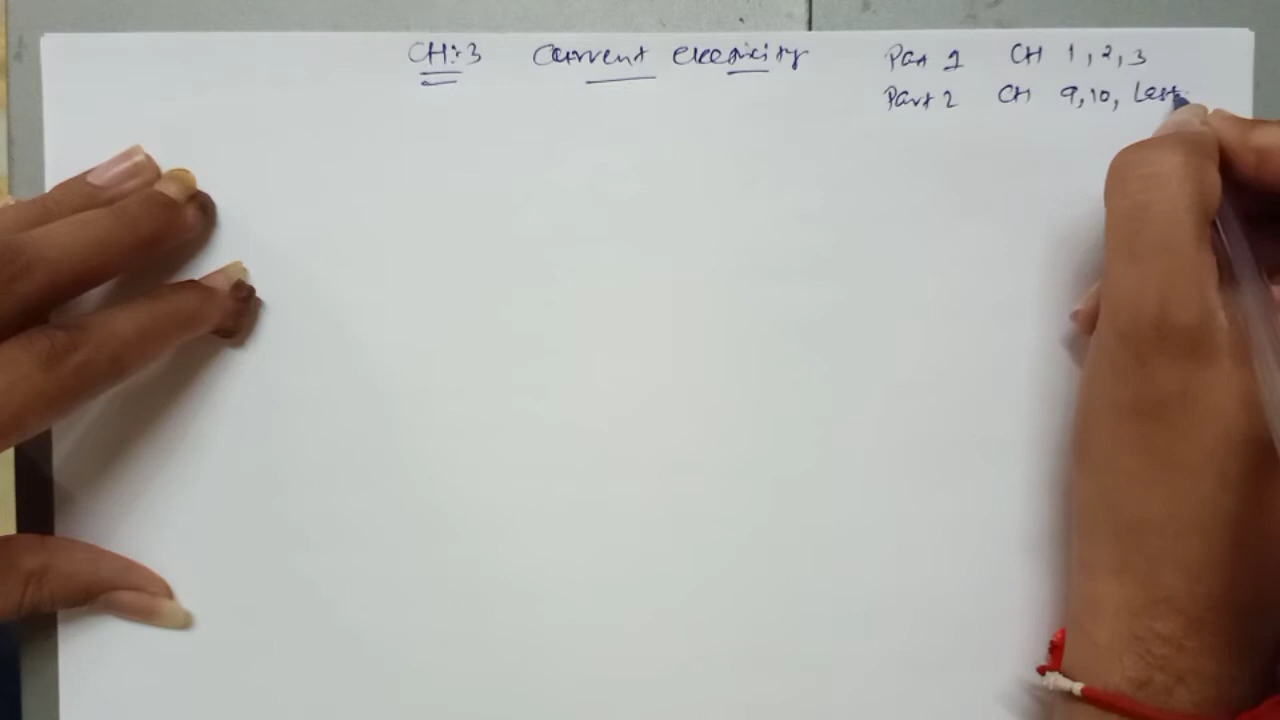 CH:3 Current electricity
Part 1 CH 1, 2, 3
Part 2 CH 9, 10, Last